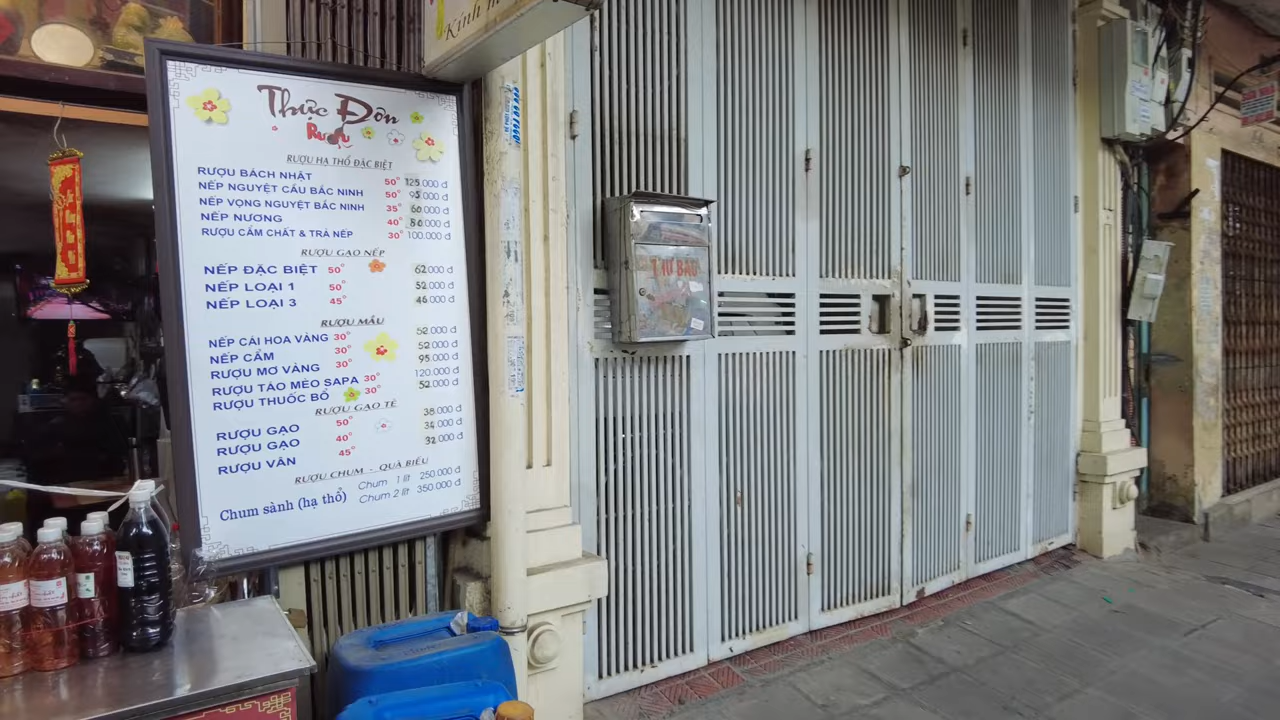 Kính
Thực Đơn
Rượu
RƯỢU HẠ THỔ ĐẶC BIỆT
RƯỢU BÁCH NHẬT 50° 125.000 đ
NẾP NGUYỆT CẦU BẮC NINH 50° 95.000 đ
NẾP VỌNG NGUYỆT BẮC NINH 35° 60.000 đ
NẾP NƯƠNG 40° 80.000 đ
RƯỢU CẨM CHẤT & TRÀ NẾP 30° 100.000 đ
RƯỢU GẠO NẾP
NẾP ĐẶC BIỆT 50° 62.000 đ
NẾP LOẠI 1 50° 52.000 đ
NẾP LOẠI 3 45° 46.000 đ
RƯỢU MẦU
NẾP CÁI HOA VÀNG 30° 52.000 đ
NẾP CẨM 30° 52.000 đ
RƯỢU MƠ VÀNG 30° 95.000 đ
RƯỢU TÁO MÈO SAPA 30° 120.000 đ
RƯỢU THUỐC BỔ 30° 52.000 đ
RƯỢU GẠO TẺ
RƯỢU GẠO 50° 38.000 đ
RƯỢU GẠO 40° 34.000 đ
RƯỢU VÂN 45° 32.000 đ
RƯỢU CHUM - QUÀ BIẾU
Chum sành (hạ thổ) Chum 1 lít 250.000 đ
Chum 2 lít 350.000 đ
THƯ BÁO